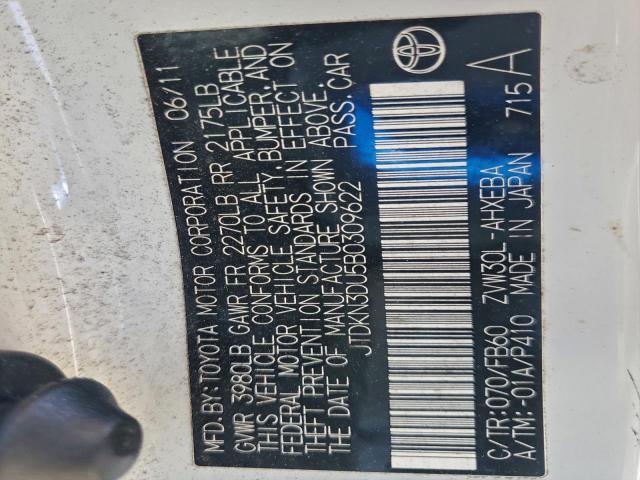 MFD. BY: TOYOTA MOTOR CORPORATION 06/11
GVWR 3980LB GAWR FR 2270LB RR 2175LB
THIS VEHICLE CONFORMS TO ALL APPLICABLE
FEDERAL MOTOR VEHICLE SAFETY, BUMPER, AND
THEFT PREVENTION STANDARDS IN EFFECT ON
THE DATE OF MANUFACTURE SHOWN ABOVE.
JTDKN3DU5B0309622 PASS. CAR
C/TR: 070/FB60 ZVW30L-AHXEBA
A/TM: -01A/P410 MADE IN JAPAN 715 A